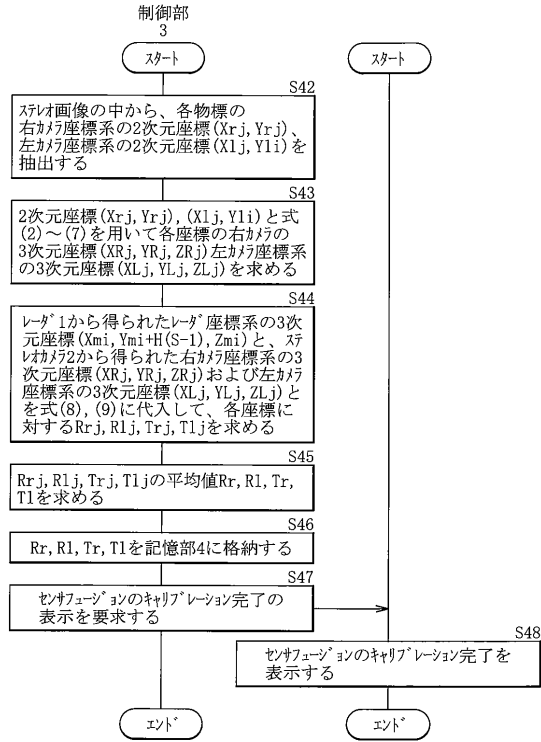 制御部
3
ｽﾀｰﾄ
ｽﾀｰﾄ
S42
ｽﾃﾚｵ画像の中から、各物標の
右ｶﾒﾗ座標系の2次元座標(Xrj,Yrj)、
左ｶﾒﾗ座標系の2次元座標(Xlj,Yli)を
抽出する
S43
2次元座標(Xrj,Yrj),(Xlj,Yli)と式
(2)～(7)を用いて各座標の右ｶﾒﾗの
3次元座標(XRj,YRj,ZRj)左ｶﾒﾗ座標系
の3次元座標(XLj,YLj,ZLj)を求める
S44
ﾚｰﾀﾞ1から得られたﾚｰﾀﾞ座標系の3次
元座標(Xmi,Ymi+H(S-1),Zmi)と、ｽﾃ
ﾚｵｶﾒﾗ2から得られた右ｶﾒﾗ座標系の3
次元座標(XRj,YRj,ZRj)および左ｶﾒﾗ
座標系の3次元座標(XLj,YLj,ZLj)と
を式(8),(9)に代入して、各座標に
対するRrj,Rlj,Trj,Tljを求める
S45
Rrj,Rlj,Trj,Tljの平均値Rr,Rl,Tr,
Tlを求める
S46
Rr,Rl,Tr,Tlを記憶部4に格納する
S47
ｾﾝｻﾌｭｰｼﾞｮﾝのｷｬﾘﾌﾞﾚｰｼｮﾝ完了の
表示を要求する
S48
ｾﾝｻﾌｭｰｼﾞｮﾝのｷｬﾘﾌﾞﾚｰｼｮﾝ完了を
表示する
ｴﾝﾄﾞ
ｴﾝﾄﾞ